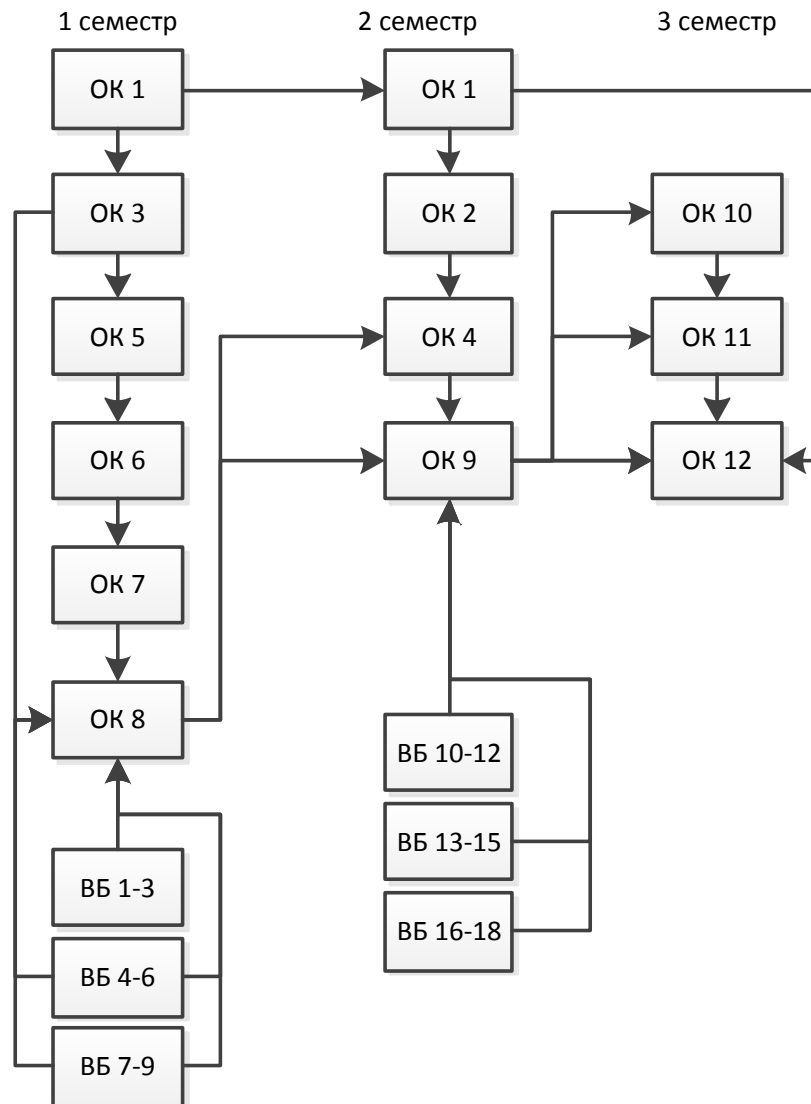 1 семестр
2 семестр
3 семестр
ОК 1
ОК 1
ОК 3
ОК 2
ОК 10
ОК 5
ОК 4
ОК 11
ОК 6
ОК 9
ОК 12
ОК 7
ОК 8
ВБ 10-12
ВБ 13-15
ВБ 1-3
ВБ 16-18
ВБ 4-6
ВБ 7-9